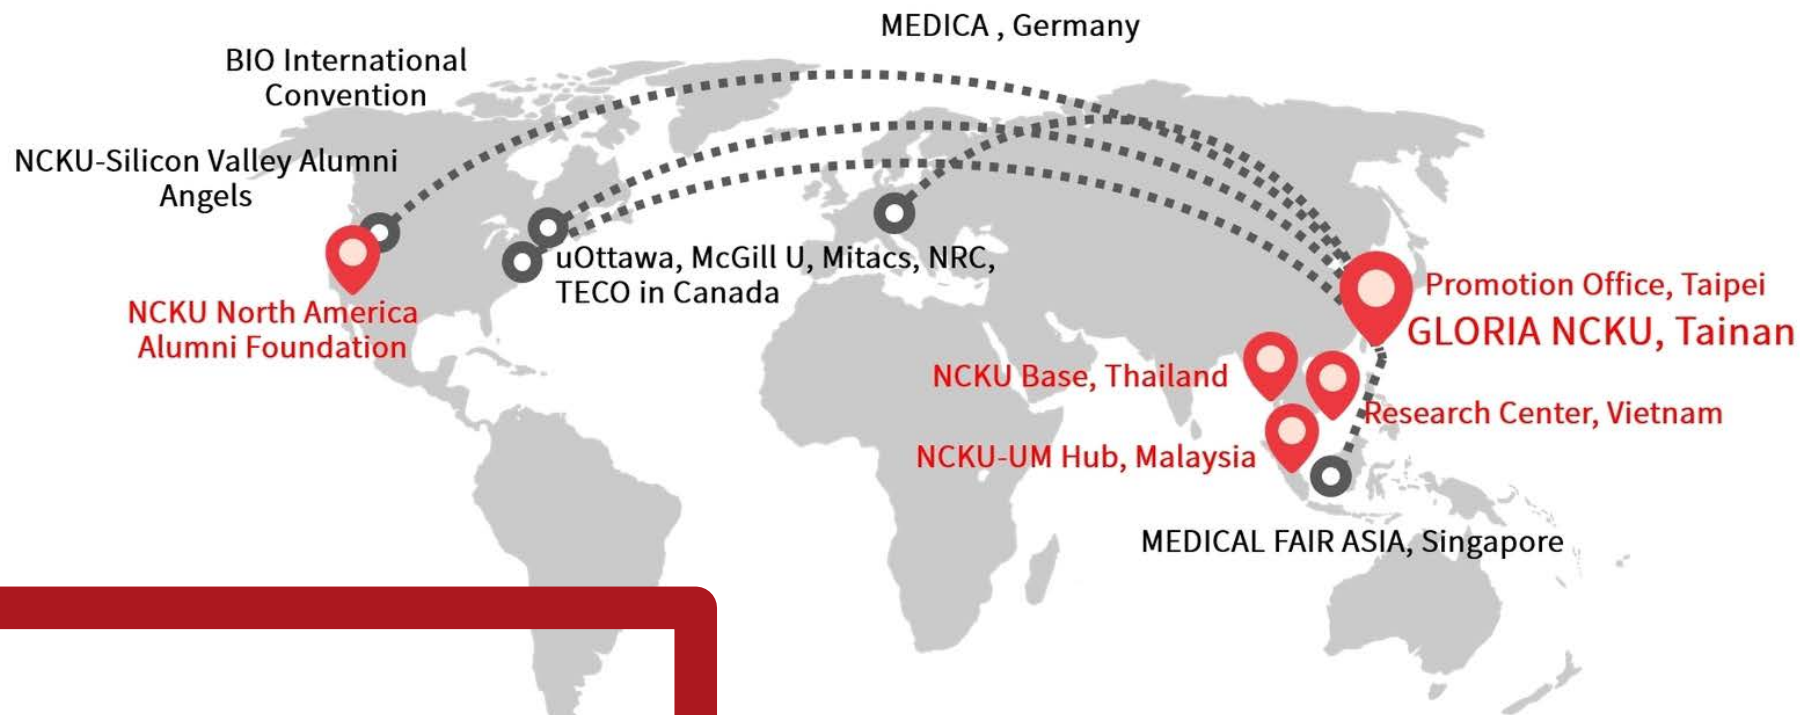 MEDICA , Germany
BIO International
Convention
NCKU-Silicon Valley Alumni
Angels
uOttawa, McGill U, Mitacs, NRC,
TECO in Canada
NCKU North America
Alumni Foundation
Promotion Office, Taipei
GLORIA NCKU, Tainan
NCKU Base, Thailand
Research Center, Vietnam
NCKU-UM Hub, Malaysia
MEDICAL FAIR ASIA, Singapore